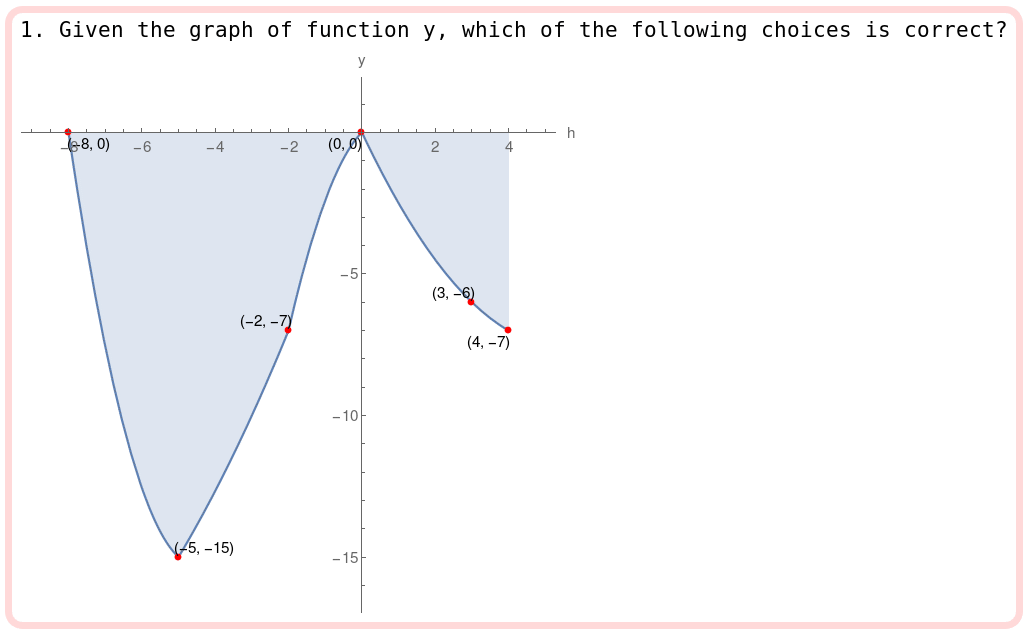 1. Given the graph of function y, which of the following choices is correct?
y
h
−8 −6 −4 −2 2 4
(−8, 0) (0, 0)
−5
(3, −6)
(−2, −7)
(4, −7)
−10
(−5, −15)
−15